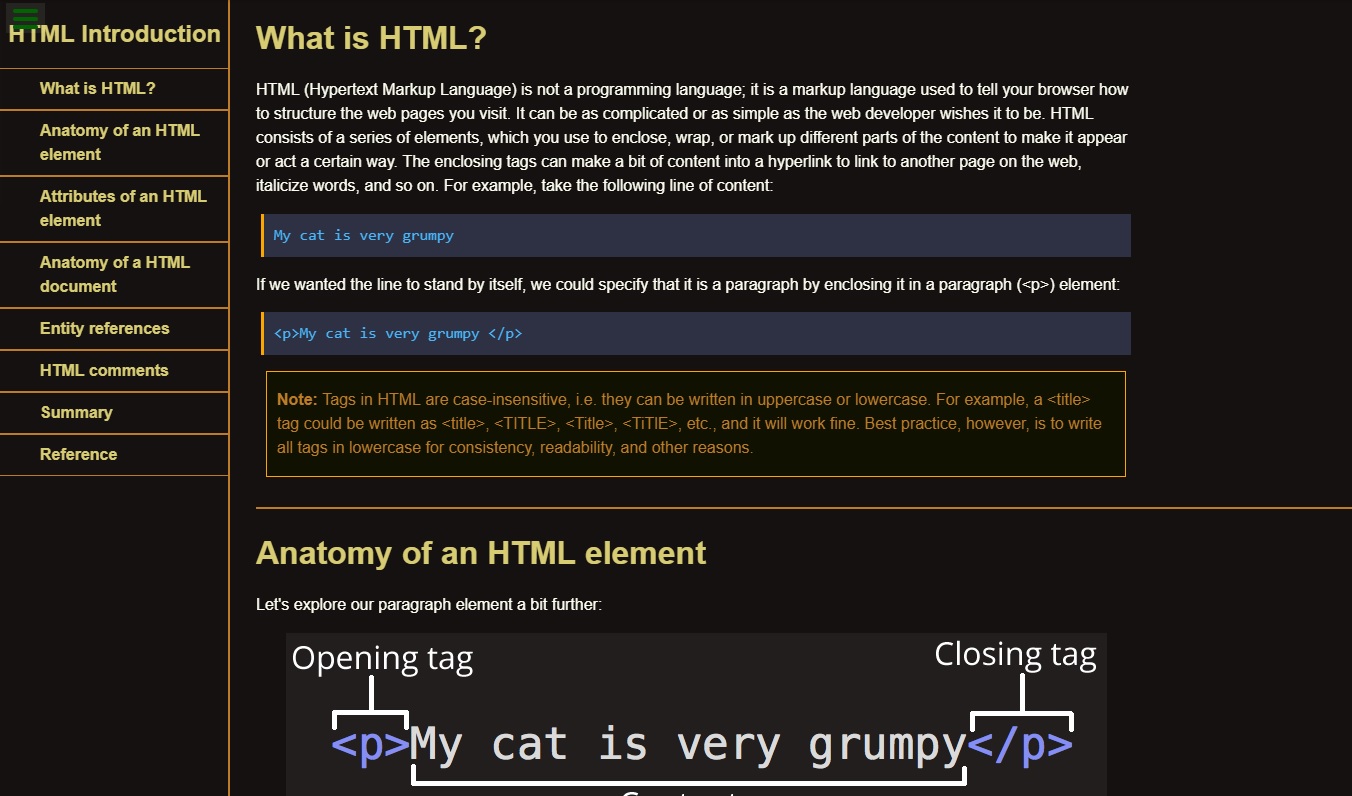 HTML Introduction
What is HTML?
Anatomy of an HTML
element
Attributes of an HTML
element
Anatomy of a HTML
document
Entity references
HTML comments
Summary
Reference
What is HTML?
HTML (Hypertext Markup Language) is not a programming language; it is a markup language used to tell your browser how
to structure the web pages you visit. It can be as complicated or as simple as the web developer wishes it to be. HTML
consists of a series of elements, which you use to enclose, wrap, or mark up different parts of the content to make it appear
or act a certain way. The enclosing tags can make a bit of content into a hyperlink to link to another page on the web,
italicize words, and so on. For example, take the following line of content:
My cat is very grumpy
If we wanted the line to stand by itself, we could specify that it is a paragraph by enclosing it in a paragraph (<p>) element:
<p>My cat is very grumpy </p>
Note: Tags in HTML are case-insensitive, i.e. they can be written in uppercase or lowercase. For example, a <title>
tag could be written as <title>, <TITLE>, <Title>, <TiTlE>, etc., and it will work fine. Best practice, however, is to write
all tags in lowercase for consistency, readability, and other reasons.
Anatomy of an HTML element
Let's explore our paragraph element a bit further:
Opening tag
Closing tag
<p>My cat is very grumpy</p>